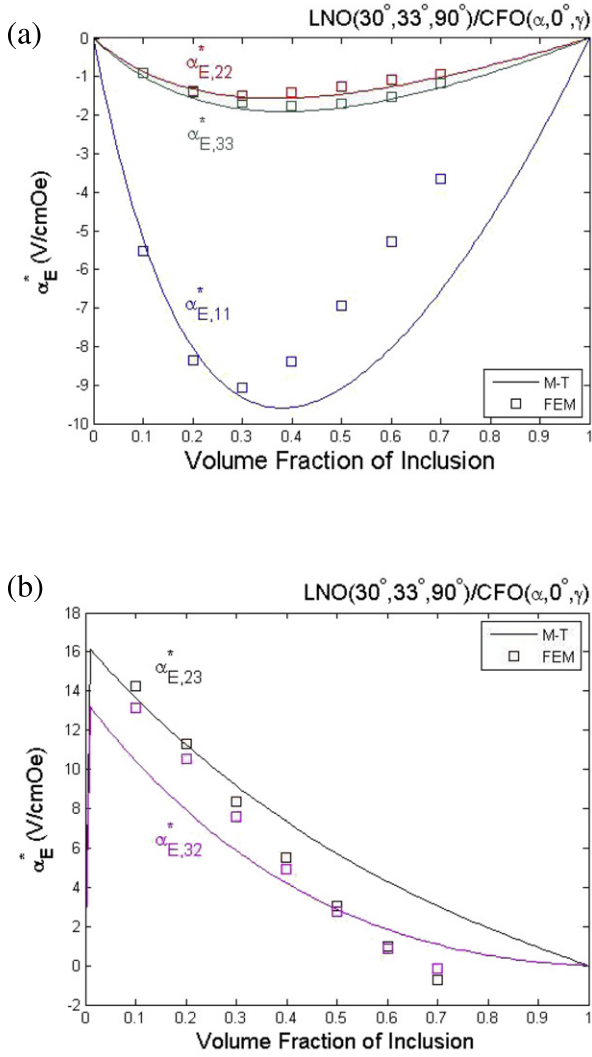 (a)
LNO(30°,33°,90°)/CFO(α,0°,γ)
0
-1
-2
-3
-4
-5
-6
-7
-8
-9
-10
α*E,22
α*E,33
α*E,11
α*E (V/cmOe)
M-T
FEM
0 0.1 0.2 0.3 0.4 0.5 0.6 0.7 0.8 0.9 1
Volume Fraction of Inclusion
(b)
LNO(30°,33°,90°)/CFO(α,0°,γ)
18
16
14
12
10
8
6
4
2
0
-2
α*E,23
α*E,32
α*E (V/cmOe)
M-T
FEM
0 0.1 0.2 0.3 0.4 0.5 0.6 0.7 0.8 0.9 1
Volume Fraction of Inclusion